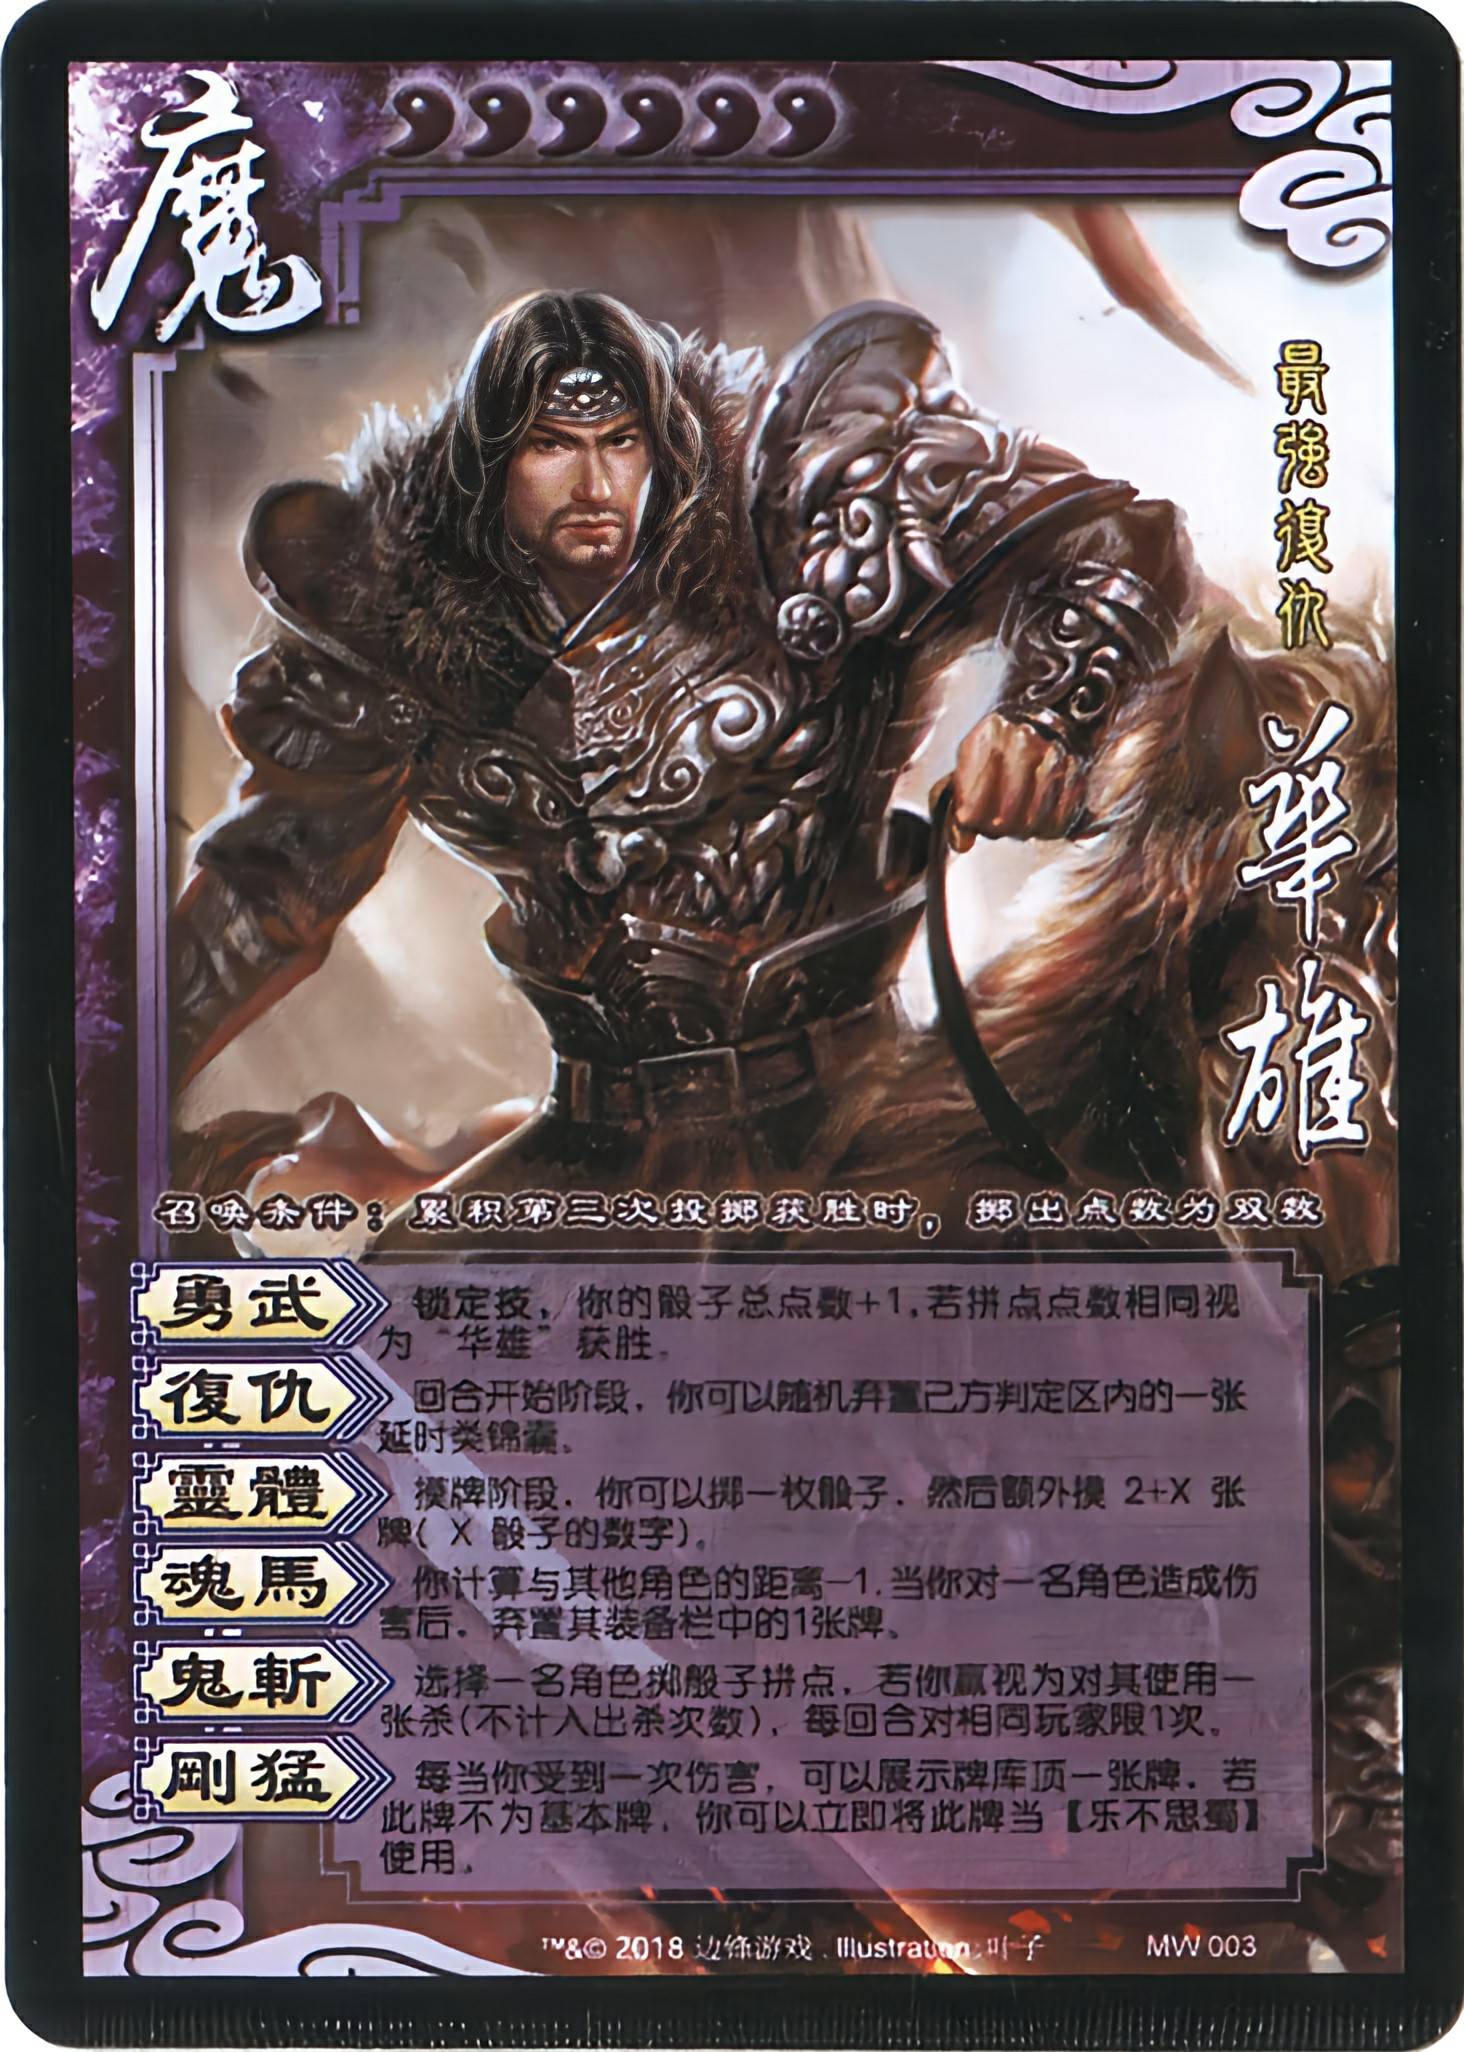 魔
最強復仇
華雄
召唤条件：累积第三次投掷获胜时，掷出点数为双数
勇武
锁定技，你的骰子总点数+1，若拼点点数相同视
为“华雄”获胜。
復仇
回合开始阶段，你可以随机弃置己方判定区内的一张
延时类锦囊。
靈體
摸牌阶段，你可以掷一枚骰子，然后额外摸 2+X 张
牌( X 骰子的数字)。
魂馬
你计算与其他角色的距离-1，当你对一名角色造成伤
害后，弃置其装备栏中的1张牌。
鬼斬
选择一名角色掷骰子拼点，若你赢视为对其使用一
张杀(不计入出杀次数)，每回合对相同玩家限1次。
剛猛
每当你受到一次伤害，可以展示牌库顶一张牌，若
此牌不为基本牌，你可以立即将此牌当【乐不思蜀】
使用。
™&© 2018 边缘游戏 . Illustration: 叶子
MW 003